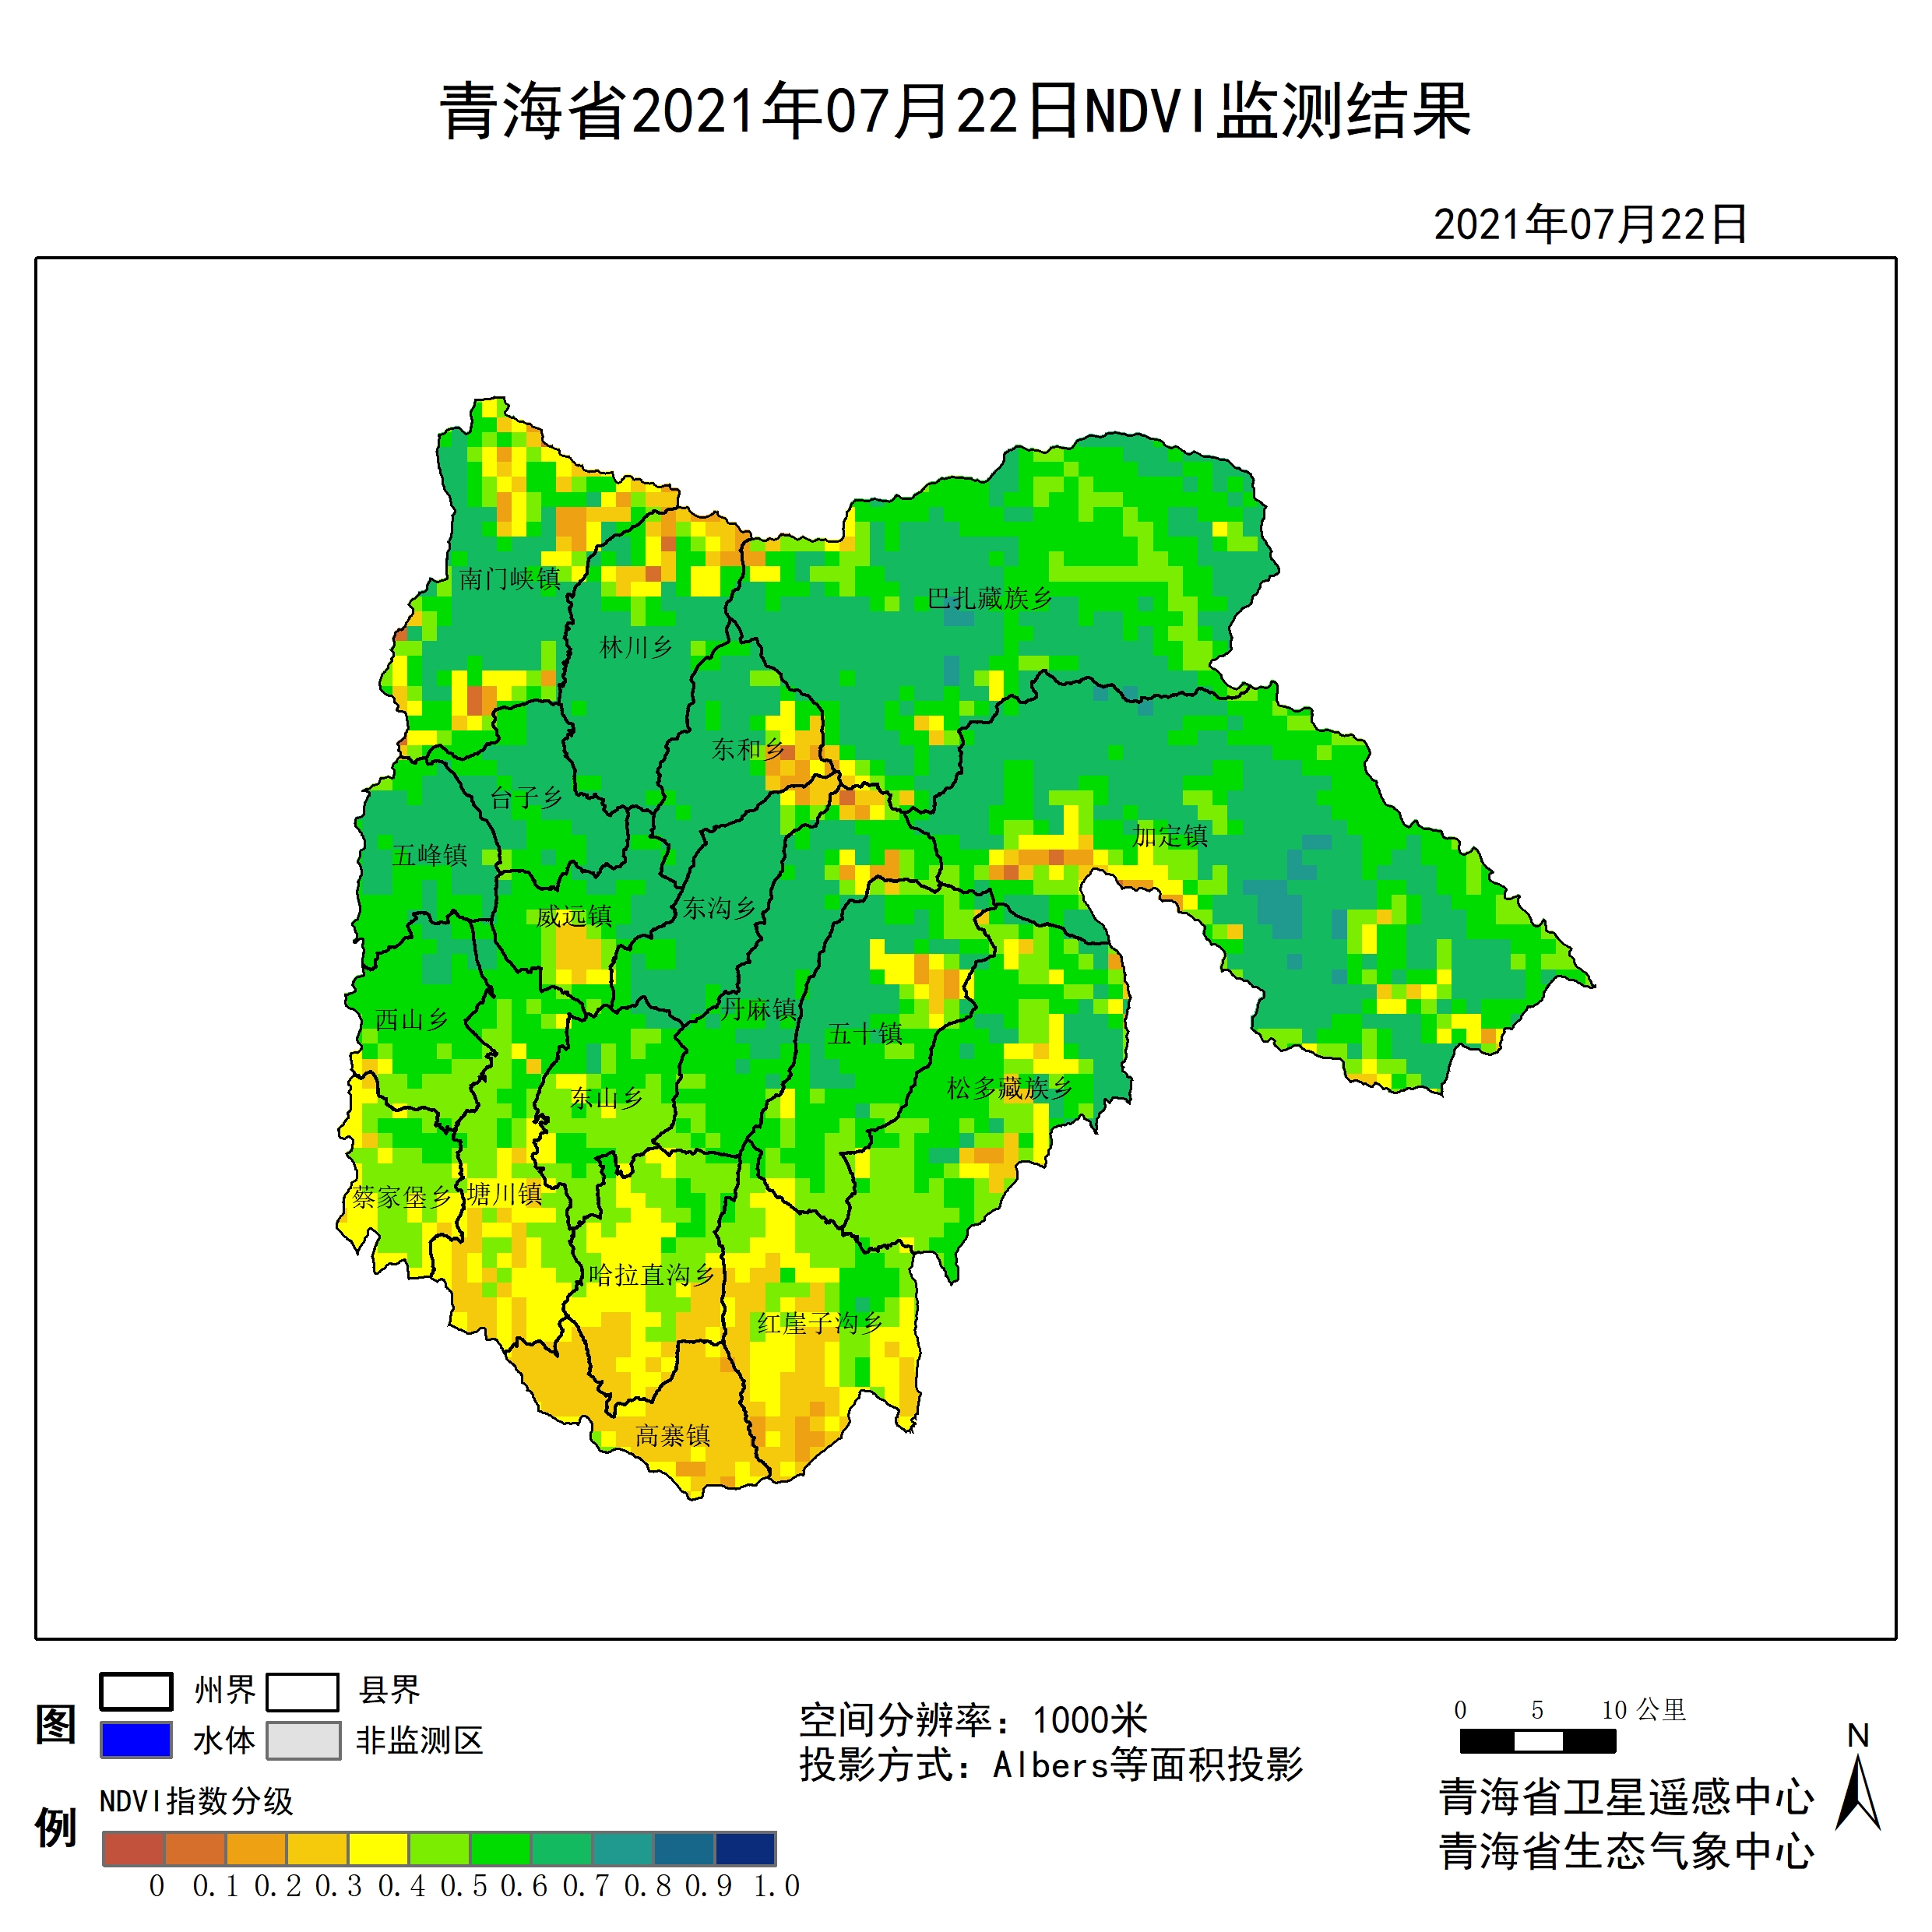 青海省2021年07月22日NDVI监测结果
2021年07月22日
南门峡镇
巴扎藏族乡
林川乡
东和乡
台子乡
加定镇
五峰镇
威远镇
东沟乡
丹麻镇
西山乡
五十镇
松多藏族乡
东山乡
蔡家堡乡
塘川镇
哈拉直沟乡
红崖子沟乡
高寨镇
图例
州界
县界
水体
非监测区
NDVI指数分级
0 0.1 0.2 0.3 0.4 0.5 0.6 0.7 0.8 0.9 1.0
空间分辨率：1000米
投影方式：Albers等面积投影
0 5 10 公里
N
青海省卫星遥感中心
青海省生态气象中心